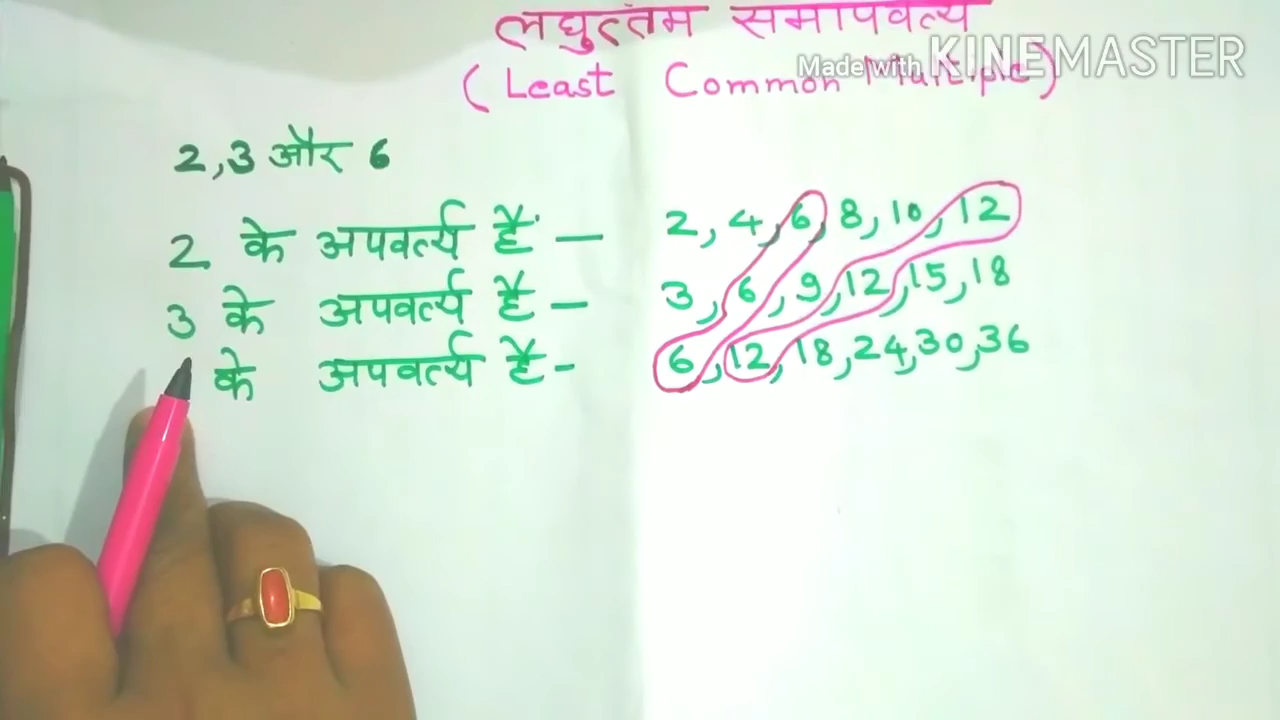 लघुत्तम समापवर्त्य
Made with KINEMASTER
(Least Common Multiple)
2,3 और 6
2 के अपवर्त्य हैं - 2, 4, 6, 8, 10, 12
3 के अपवर्त्य हैं - 3, 6, 9, 12, 15, 18
के अपवर्त्य हैं - 6, 12, 18, 24, 30, 36